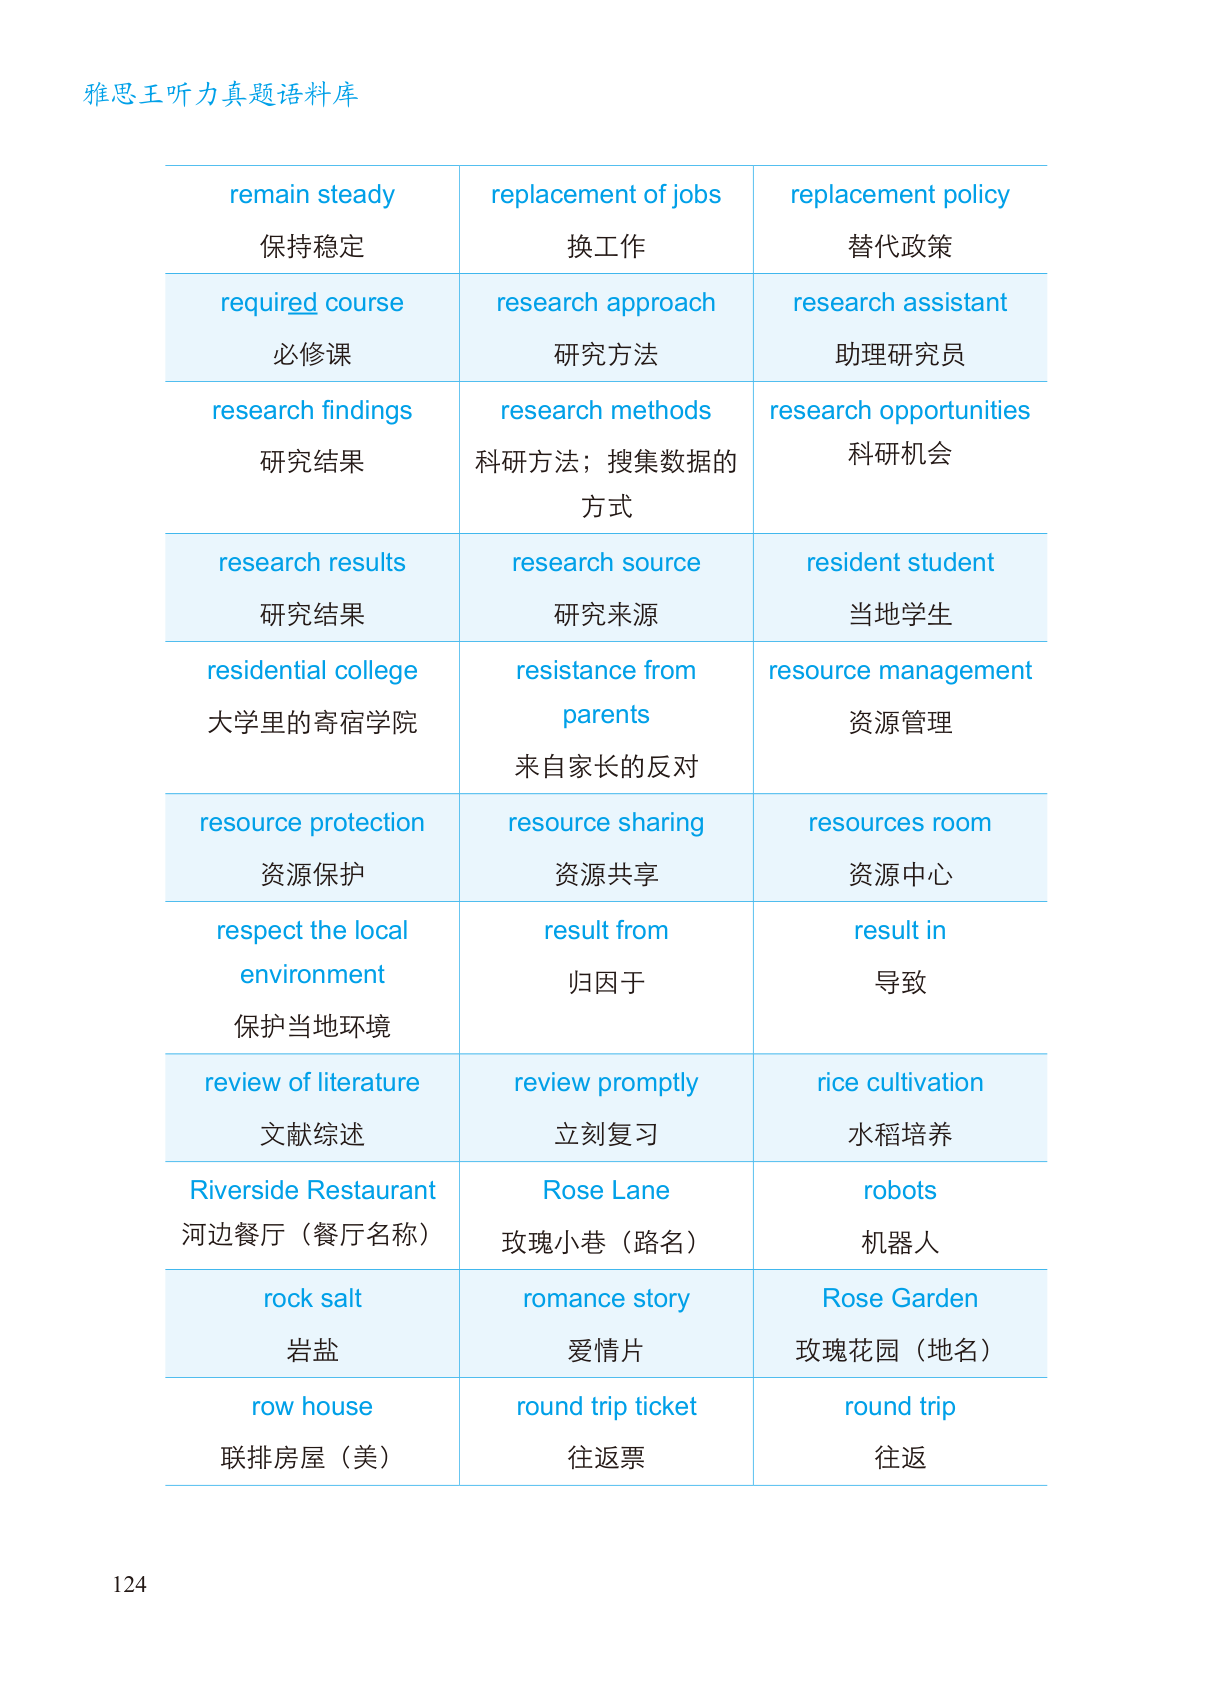 雅思王听力真题语料库
remain steady
保持稳定
replacement of jobs
换工作
replacement policy
替代政策
required course
必修课
research approach
研究方法
research assistant
助理研究员
research findings
研究结果
research methods
科研方法；搜集数据的
方式
research opportunities
科研机会
research results
研究结果
research source
研究来源
resident student
当地学生
residential college
大学里的寄宿学院
resistance from
parents
来自家长的反对
resource management
资源管理
resource protection
资源保护
resource sharing
资源共享
resources room
资源中心
respect the local
environment
保护当地环境
result from
归因于
result in
导致
review of literature
文献综述
review promptly
立刻复习
rice cultivation
水稻培养
Riverside Restaurant
河边餐厅（餐厅名称）
Rose Lane
玫瑰小巷（路名）
robots
机器人
rock salt
岩盐
romance story
爱情片
Rose Garden
玫瑰花园（地名）
row house
联排房屋（美）
round trip ticket
往返票
round trip
往返
124